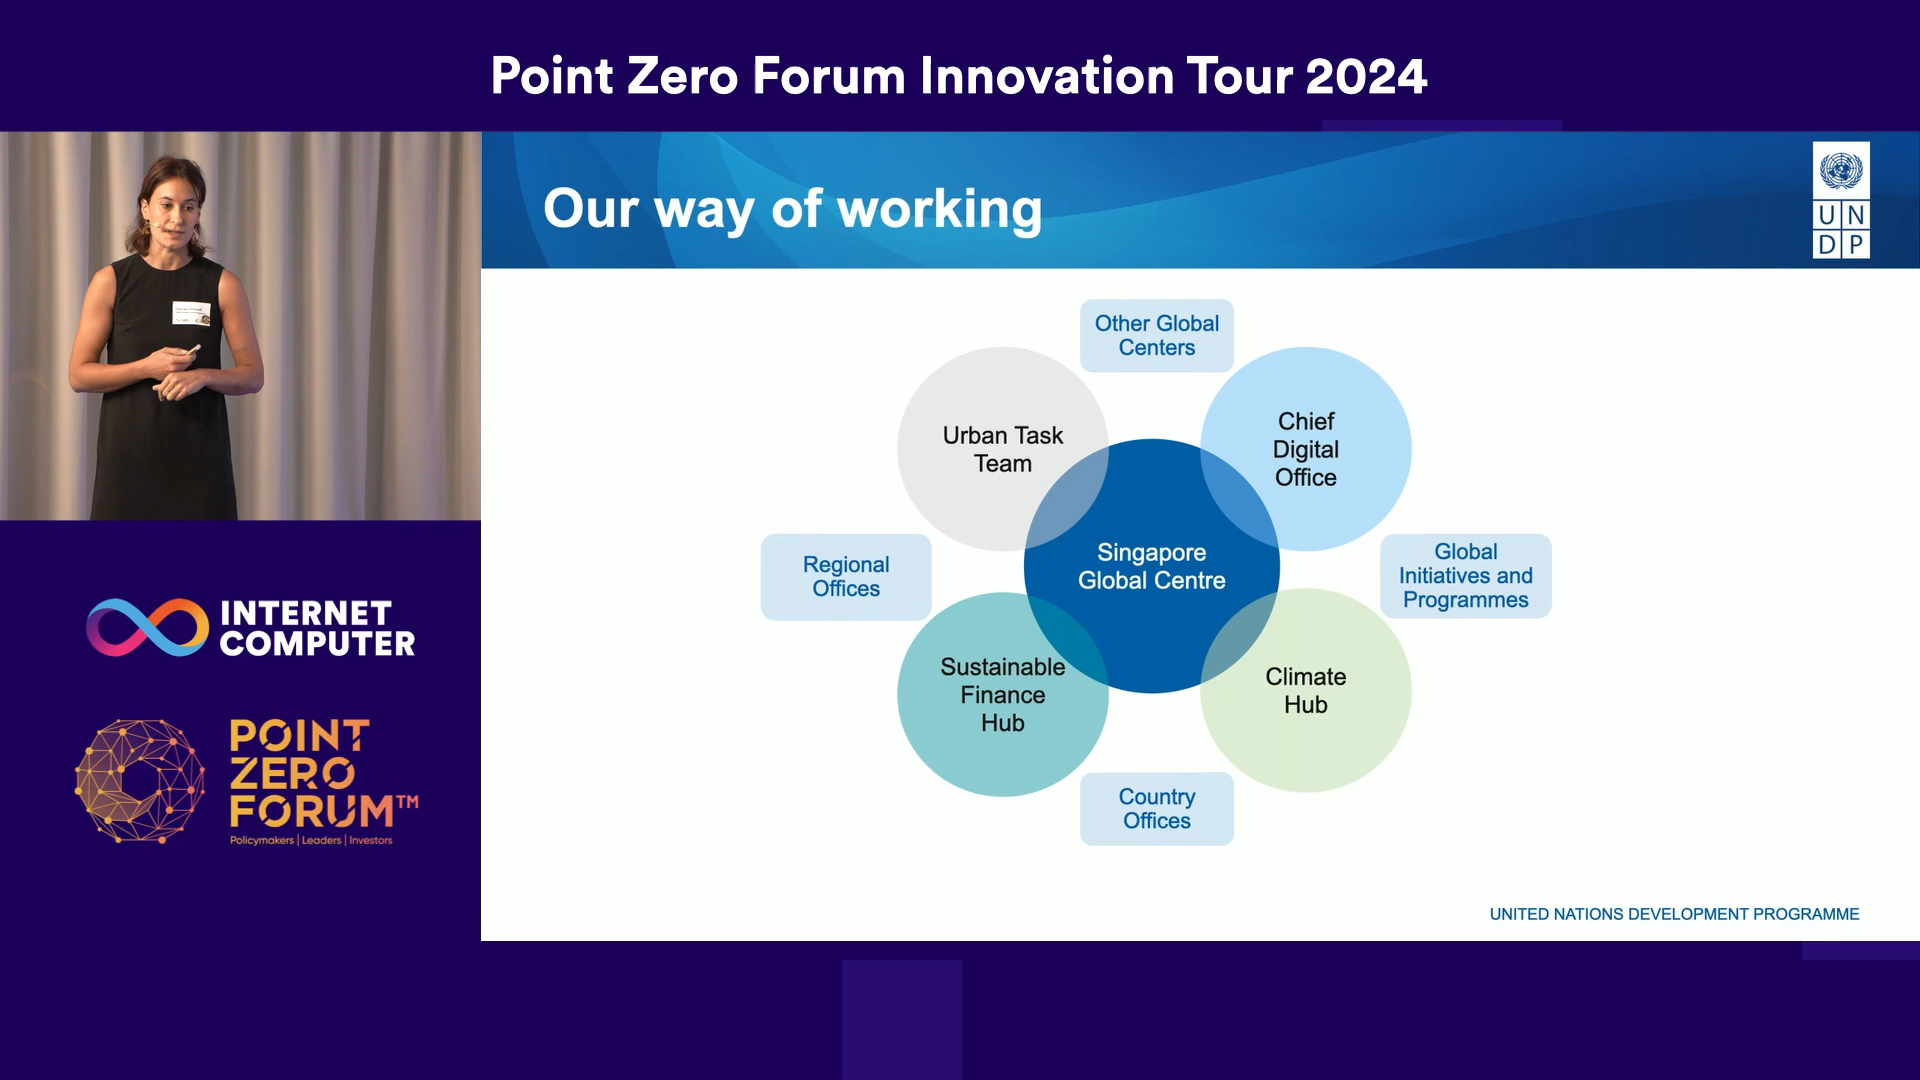 Point Zero Forum Innovation Tour 2024
Our way of working
U N
D P
Other Global
Centers
Urban Task
Team
Chief
Digital
Office
Regional
Offices
Singapore
Global Centre
Global
Initiatives and
Programmes
Sustainable
Finance
Hub
Climate
Hub
Country
Offices
UNITED NATIONS DEVELOPMENT PROGRAMME
INTERNET
COMPUTER
POINT
ZERO
FORUM™
Policymakers | Leaders | Investors